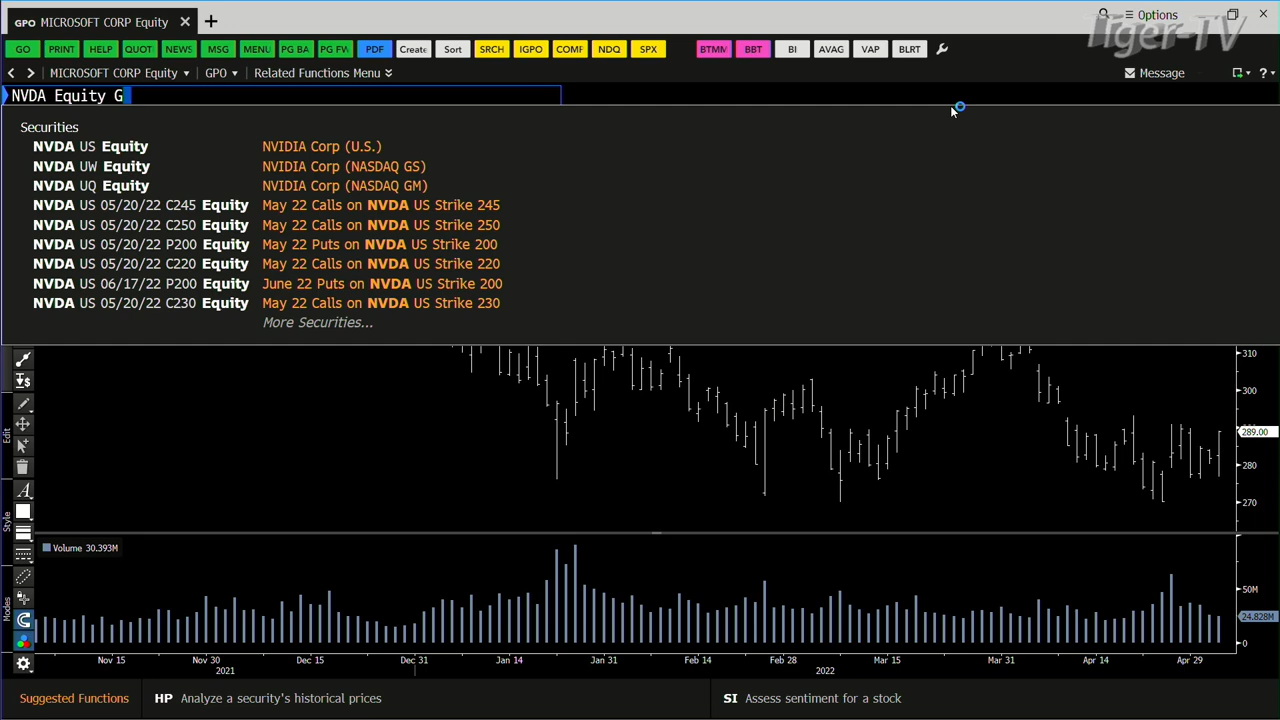 GPO MICROSOFT CORP Equity
Options
Tiger-TV
GO PRINT HELP QUOT NEWS MSG MENU PG BA PG FW PDF Create Sort SRCH IGPO COMF NDQ SPX BTMM BBT BI AVAG VAP BLRT
MICROSOFT CORP Equity GPO Related Functions Menu Message ?
NVDA Equity G
Securities
NVDA US Equity NVIDIA Corp (U.S.)
NVDA UW Equity NVIDIA Corp (NASDAQ GS)
NVDA UQ Equity NVIDIA Corp (NASDAQ GM)
NVDA US 05/20/22 C245 Equity May 22 Calls on NVDA US Strike 245
NVDA US 05/20/22 C250 Equity May 22 Calls on NVDA US Strike 250
NVDA US 05/20/22 P200 Equity May 22 Puts on NVDA US Strike 200
NVDA US 05/20/22 C220 Equity May 22 Calls on NVDA US Strike 220
NVDA US 06/17/22 P200 Equity June 22 Puts on NVDA US Strike 200
NVDA US 05/20/22 C230 Equity May 22 Calls on NVDA US Strike 230
More Securities...
310
300
289.00
280
270
Edit
Style
Modes
Volume 30.393M
50M
24.828M
0
Nov 15 Nov 30 Dec 15 Dec 31 Jan 14 Jan 31 Feb 14 Feb 28 Mar 15 Mar 31 Apr 14 Apr 29
2021 2022
Suggested Functions HP Analyze a security's historical prices SI Assess sentiment for a stock